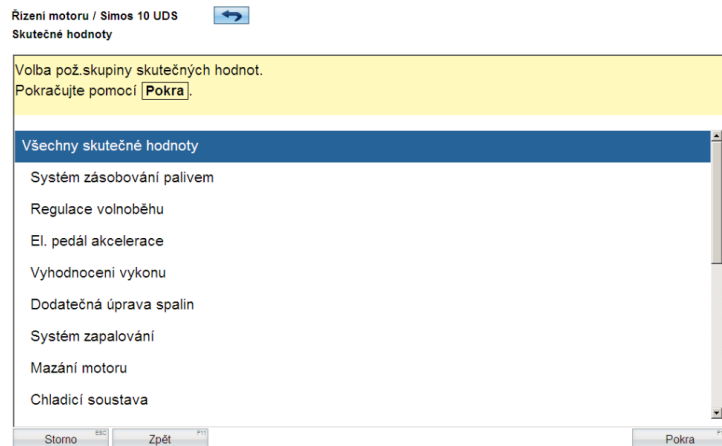 Řízení motoru / Simos 10 UDS
Skutečné hodnoty
Volba pož.skupiny skutečných hodnot.
Pokračujte pomocí Pokra.
Všechny skutečné hodnoty
Systém zásobování palivem
Regulace volnoběhu
El. pedál akcelerace
Vyhodnoceni vykonu
Dodatečná úprava spalin
Systém zapalování
Mazání motoru
Chladicí soustava
Storno ESC Zpět F11 Pokra